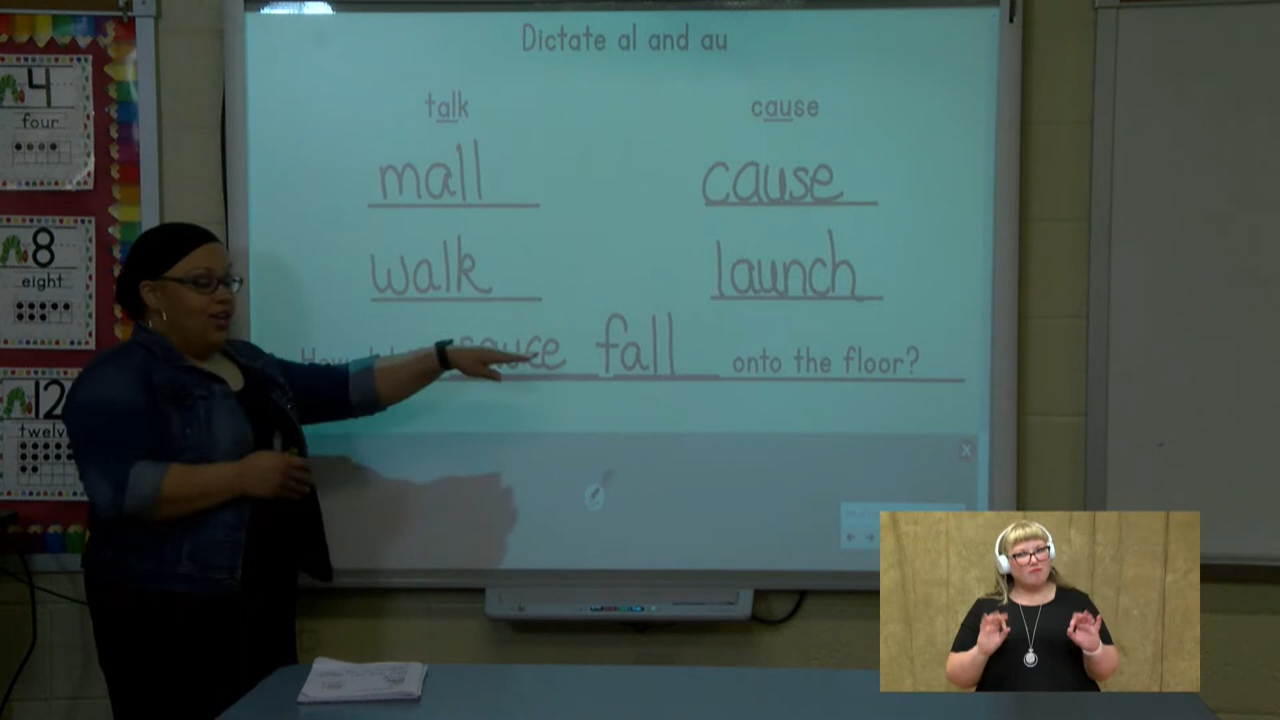 Dictate al and au
talk cause
mall cause
walk launch
sauce fall onto the floor?
4
four
8
eight
12
x